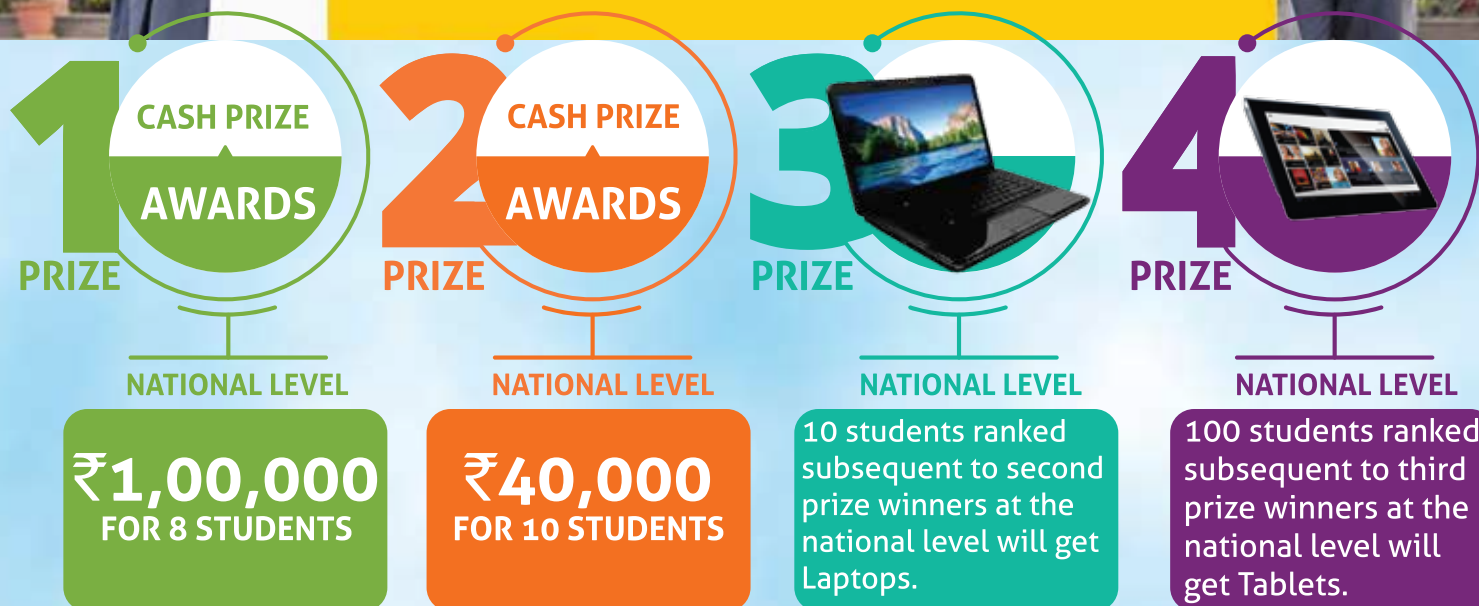 1
CASH PRIZE
AWARDS
PRIZE
NATIONAL LEVEL
₹1,00,000
FOR 8 STUDENTS
2
CASH PRIZE
AWARDS
PRIZE
NATIONAL LEVEL
₹40,000
FOR 10 STUDENTS
3
PRIZE
NATIONAL LEVEL
10 students ranked
subsequent to second
prize winners at the
national level will get
Laptops.
4
PRIZE
NATIONAL LEVEL
100 students ranked
subsequent to third
prize winners at the
national level will
get Tablets.